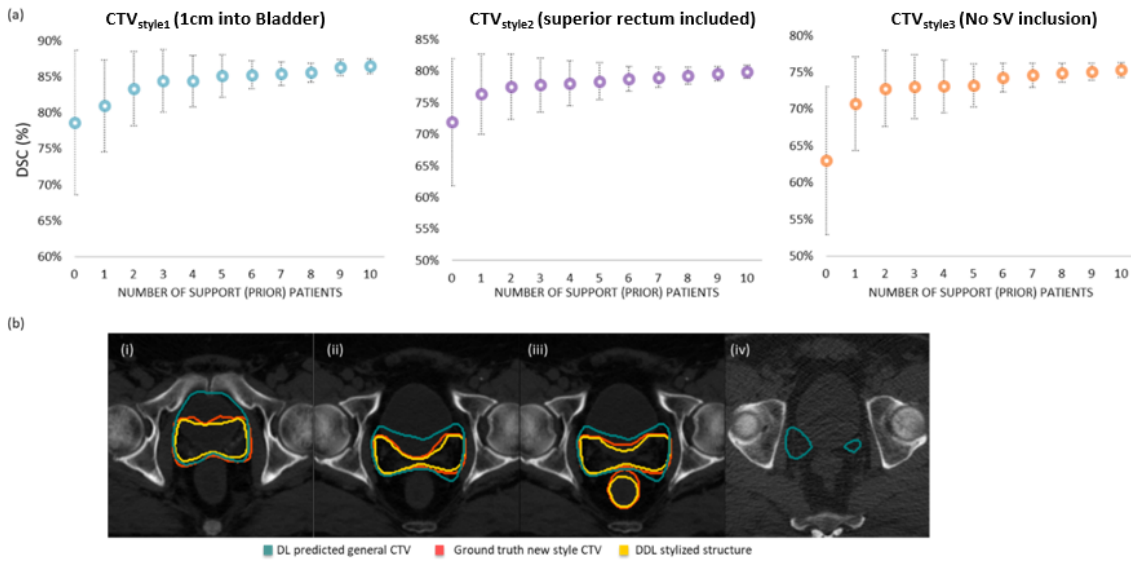 (a)
CTVstyle1 (1cm into Bladder)
90%
85%
80%
75%
70%
65%
60%
DSC (%)
0 1 2 3 4 5 6 7 8 9 10
NUMBER OF SUPPORT (PRIOR) PATIENTS
CTVstyle2 (superior rectum included)
85%
80%
75%
70%
65%
60%
55%
50%
0 1 2 3 4 5 6 7 8 9 10
NUMBER OF SUPPORT (PRIOR) PATIENTS
CTVstyle3 (No SV inclusion)
80%
75%
70%
65%
60%
55%
50%
0 1 2 3 4 5 6 7 8 9 10
NUMBER OF SUPPORT (PRIOR) PATIENTS
(b)
(i)
(ii)
(iii)
(iv)
DL predicted general CTV
Ground truth new style CTV
DDL stylized structure